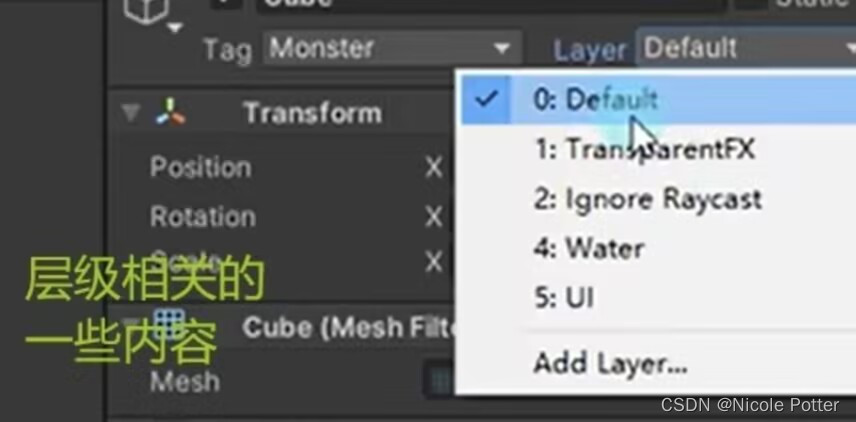 Cube
Static
Tag Monster Layer Default
Transform
0: Default
1: TransparentFX
Position X
2: Ignore Raycast
Rotation X
4: Water
Scale X
层级相关的
5: UI
一些内容
Cube (Mesh Filte
Add Layer...
Mesh
CSDN @Nicole Potter